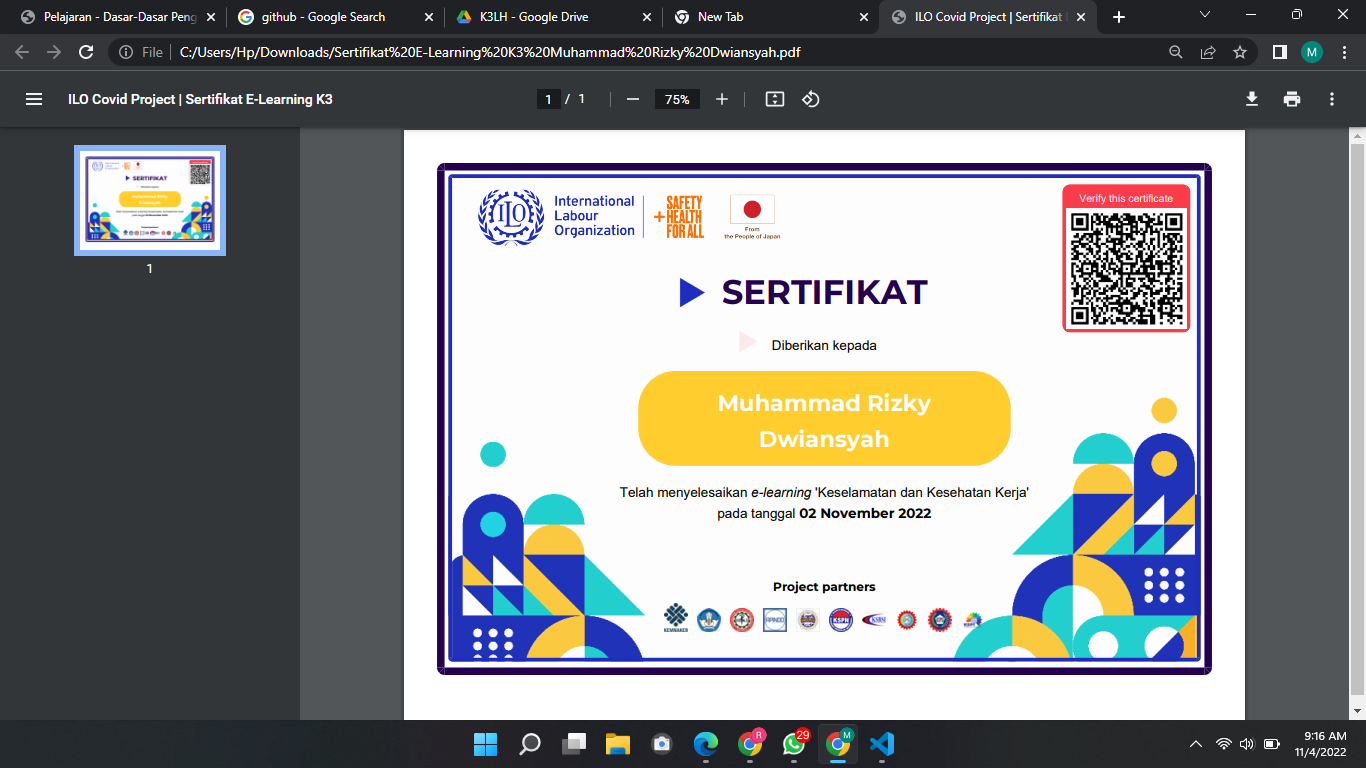 Pelajaran - Dasar-Dasar Peng
github - Google Search
K3LH - Google Drive
New Tab
ILO Covid Project | Sertifikat
File
C:/Users/Hp/Downloads/Sertifikat%20E-Learning%20K3%20Muhammad%20Rizky%20Dwiansyah.pdf
M
ILO Covid Project | Sertifikat E-Learning K3
1 / 1
75%
1
ILO
International
Labour
Organization
SAFETY
+HEALTH
FOR ALL
From
the People of Japan
Verify this certificate
SERTIFIKAT
Diberikan kepada
Muhammad Rizky
Dwiansyah
Telah menyelesaikan e-learning 'Keselamatan dan Kesehatan Kerja'
pada tanggal 02 November 2022
Project partners
KEMNAKER
APINDO
KSPN
KSBSI
R
29
M
9:16 AM
11/4/2022